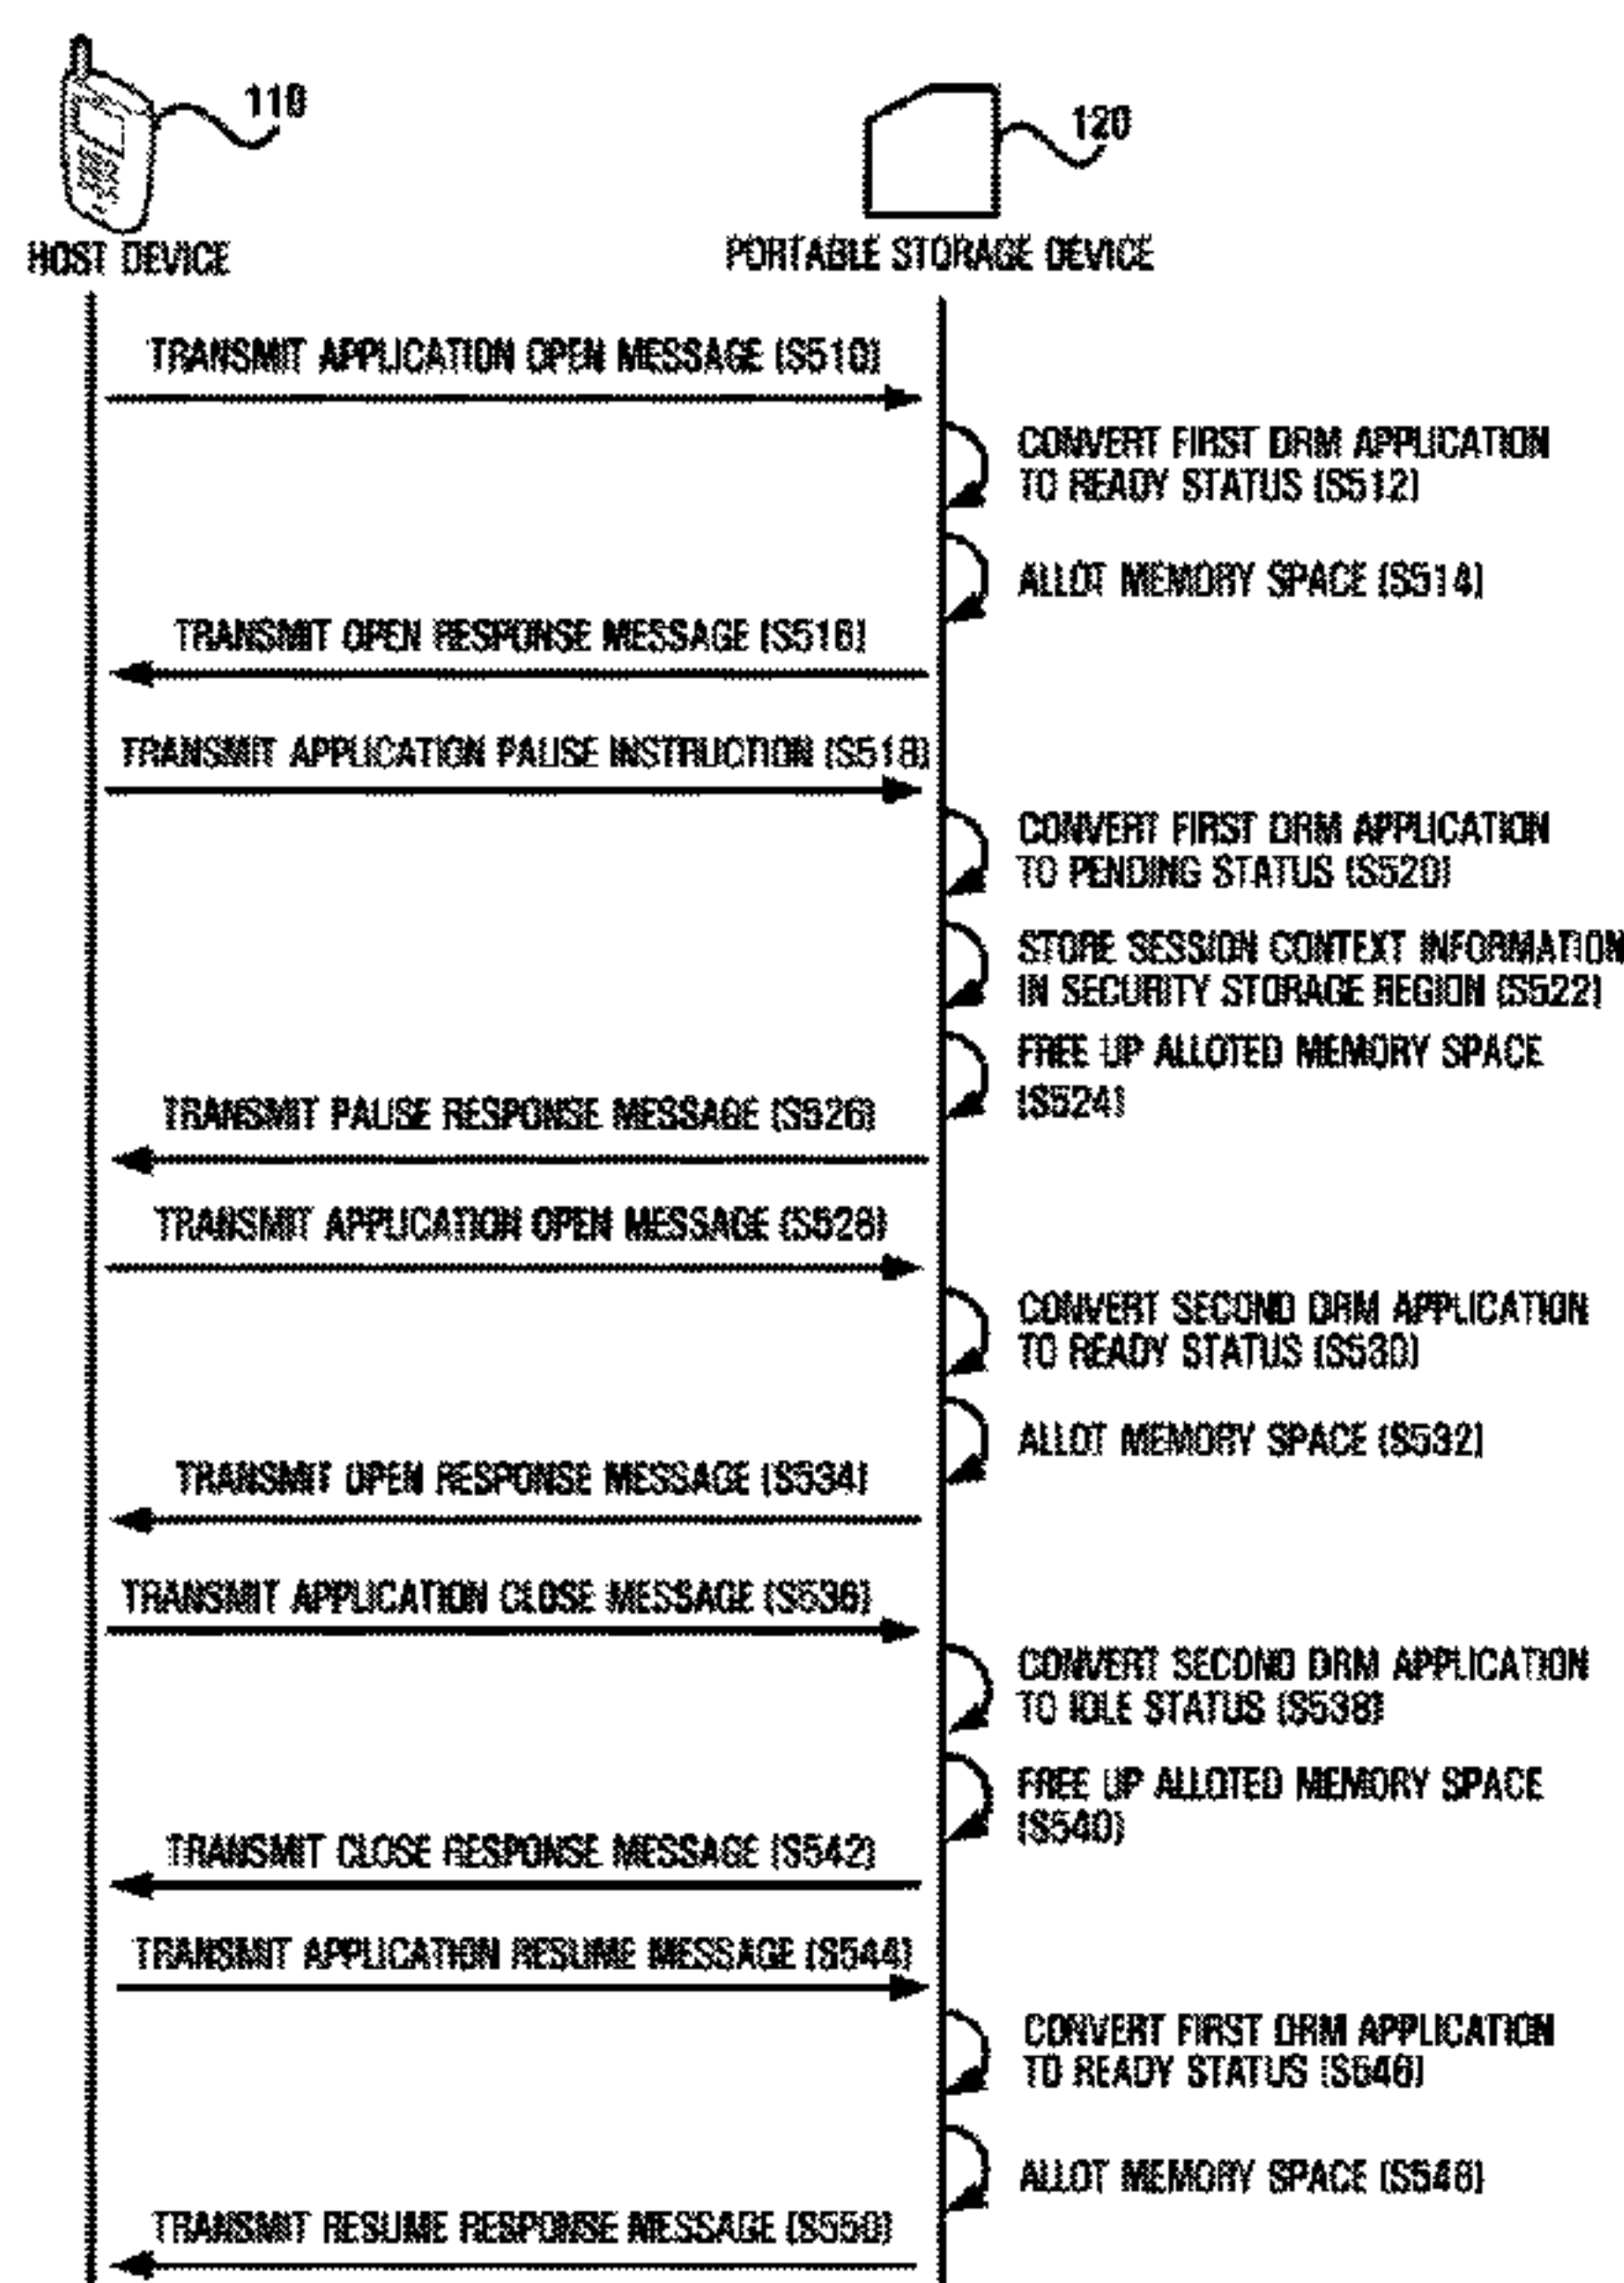 110
120
HOST DEVICE
PORTABLE STORAGE DEVICE
TRANSMIT APPLICATION OPEN MESSAGE (S510)
CONVERT FIRST DRM APPLICATION
TO READY STATUS (S512)
ALLOT MEMORY SPACE (S514)
TRANSMIT OPEN RESPONSE MESSAGE (S516)
TRANSMIT APPLICATION PAUSE INSTRUCTION (S518)
CONVERT FIRST DRM APPLICATION
TO PENDING STATUS (S520)
STORE SESSION CONTEXT INFORMATION
IN SECURITY STORAGE REGION (S522)
FREE UP ALLOTED MEMORY SPACE
(S524)
TRANSMIT PAUSE RESPONSE MESSAGE (S526)
TRANSMIT APPLICATION OPEN MESSAGE (S528)
CONVERT SECOND DRM APPLICATION
TO READY STATUS (S530)
ALLOT MEMORY SPACE (S532)
TRANSMIT OPEN RESPONSE MESSAGE (S534)
TRANSMIT APPLICATION CLOSE MESSAGE (S536)
CONVERT SECOND DRM APPLICATION
TO IDLE STATUS (S538)
FREE UP ALLOTED MEMORY SPACE
(S540)
TRANSMIT CLOSE RESPONSE MESSAGE (S542)
TRANSMIT APPLICATION RESUME MESSAGE (S544)
CONVERT FIRST DRM APPLICATION
TO READY STATUS (S546)
ALLOT MEMORY SPACE (S548)
TRANSMIT RESUME RESPONSE MESSAGE (S550)